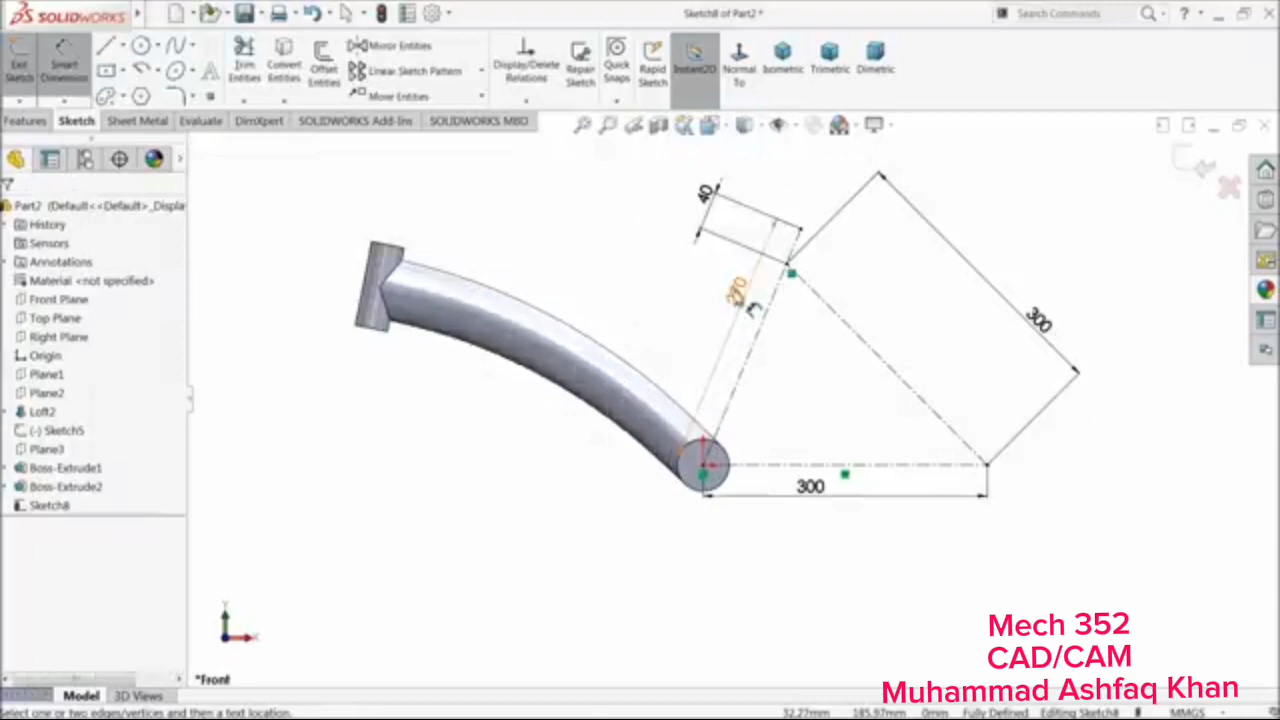 SOLIDWORKS
Sketch8 of Part2 *
Search Commands
Exit Sketch
Smart Dimension
Trim Entities
Convert Entities
Offset Entities
Mirror Entities
Linear Sketch Pattern
Move Entities
Display/Delete Relations
Repair Sketch
Quick Snaps
Rapid Sketch
Instant2D
Normal To
Isometric
Trimetric
Dimetric
Features
Sketch
Sheet Metal
Evaluate
DimXpert
SOLIDWORKS Add-Ins
SOLIDWORKS MBD
Part2 (Default<<Default>_Displa
History
Sensors
Annotations
Material <not specified>
Front Plane
Top Plane
Right Plane
Origin
Plane1
Plane2
Loft2
(-) Sketch5
Plane3
Boss-Extrude1
Boss-Extrude2
Sketch8
40
270
300
300
Y
X
*Front
Mech 352
CAD/CAM
Muhammad Ashfaq Khan
Model
3D Views
Select one or two edges/vertices and then a text location.
32.27mm
185.97mm
0mm
Fully Defined
Editing Sketch8
MMGS